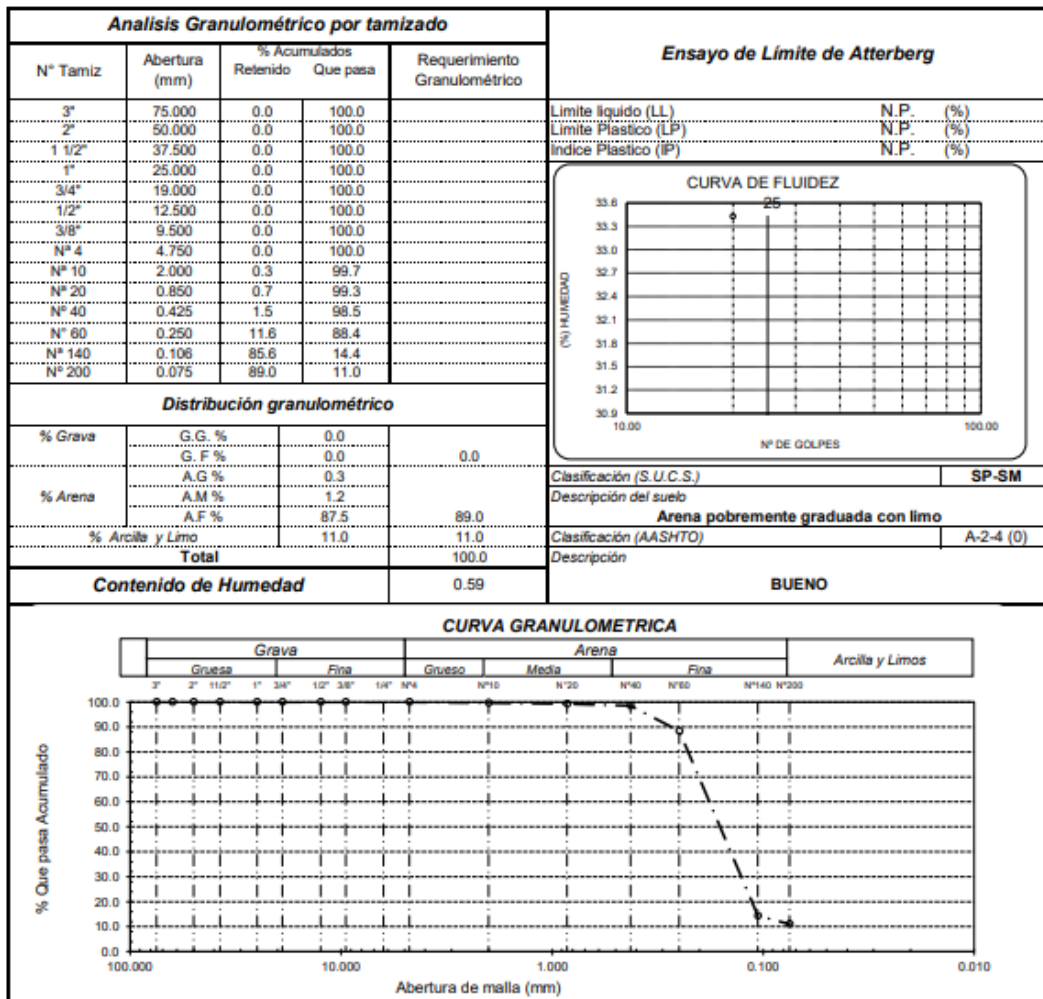 Analisis Granulométrico por tamizado
N° Tamiz Abertura (mm) % Acumulados Retenido Que pasa Requerimiento Granulométrico
3" 75.000 0.0 100.0
2" 50.000 0.0 100.0
1 1/2" 37.500 0.0 100.0
1" 25.000 0.0 100.0
3/4" 19.000 0.0 100.0
1/2" 12.500 0.0 100.0
3/8" 9.500 0.0 100.0
Nª 4 4.750 0.0 100.0
Nª 10 2.000 0.3 99.7
Nª 20 0.850 0.7 99.3
Nº 40 0.425 1.5 98.5
N° 60 0.250 11.6 88.4
Nª 140 0.106 85.6 14.4
Nº 200 0.075 89.0 11.0
Distribución granulométrico
% Grava G.G. % 0.0
G. F % 0.0 0.0
A.G % 0.3
% Arena A.M % 1.2
A.F % 87.5 89.0
% Arcilla y Limo 11.0 11.0
Total 100.0
Contenido de Humedad 0.59
Ensayo de Límite de Atterberg
Limite liquido (LL) N.P. (%)
Limite Plastico (LP) N.P. (%)
Indice Plastico (IP) N.P. (%)
CURVA DE FLUIDEZ
25
(%) HUMEDAD
33.6
33.3
33.0
32.7
32.4
32.1
31.8
31.5
31.2
30.9
10.00 100.00
Nº DE GOLPES
Clasificación (S.U.C.S.) SP-SM
Descripción del suelo
Arena pobremente graduada con limo
Clasificación (AASHTO) A-2-4 (0)
Descripción
BUENO
CURVA GRANULOMETRICA
Grava Arena Arcilla y Limos
Gruesa Fina Grueso Media Fina
3" 2" 11/2" 1" 3/4" 1/2" 3/8" 1/4" N°4 N°10 N°20 N°40 N°60 N°140 N°200
% Que pasa Acumulado
100.0
90.0
80.0
70.0
60.0
50.0
40.0
30.0
20.0
10.0
0.0
100.000 10.000 1.000 0.100 0.010
Abertura de malla (mm)